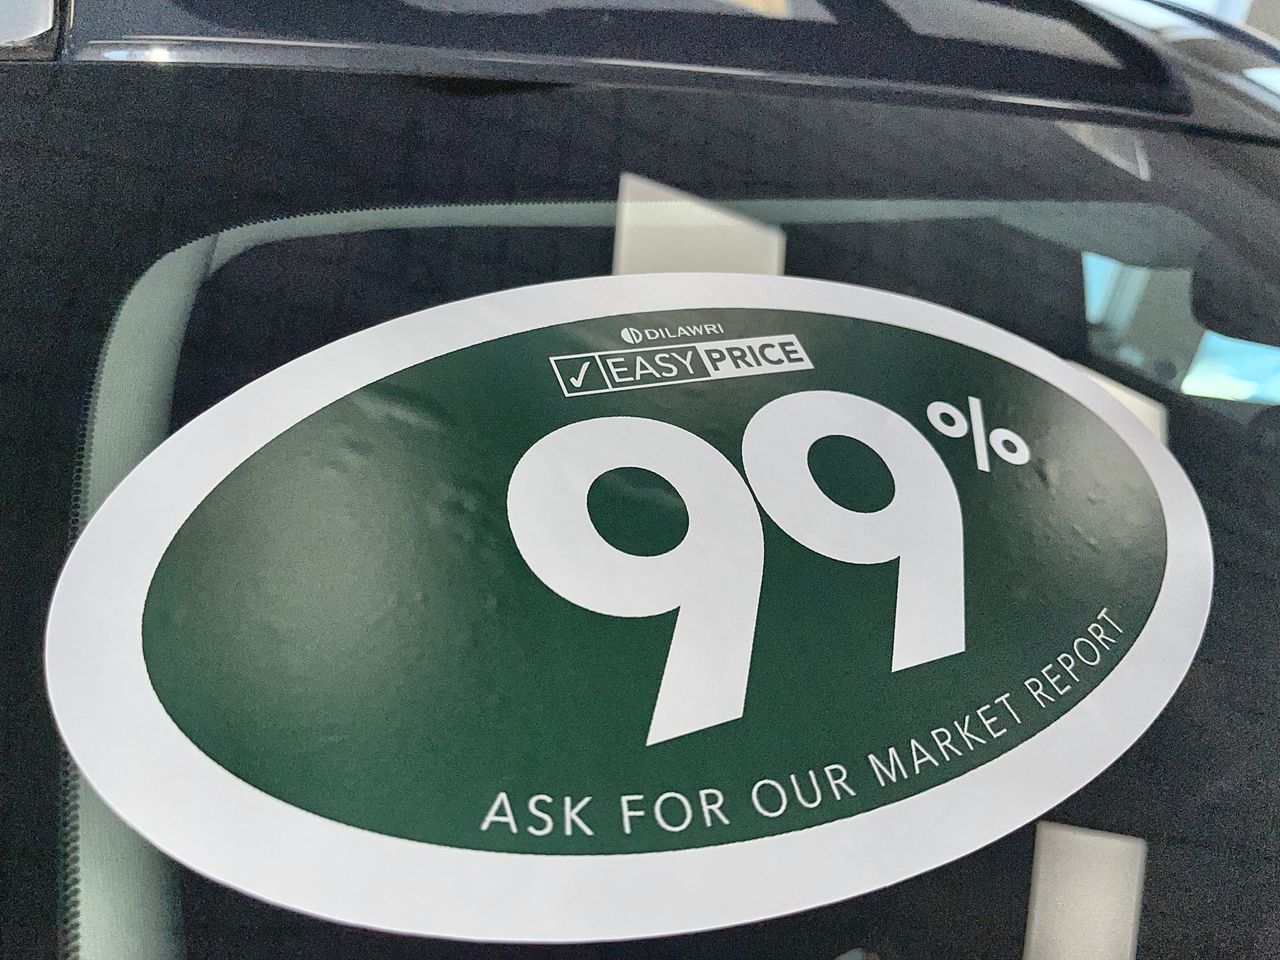 DILAWRI
✓ EASY PRICE
99%
ASK FOR OUR MARKET REPORT